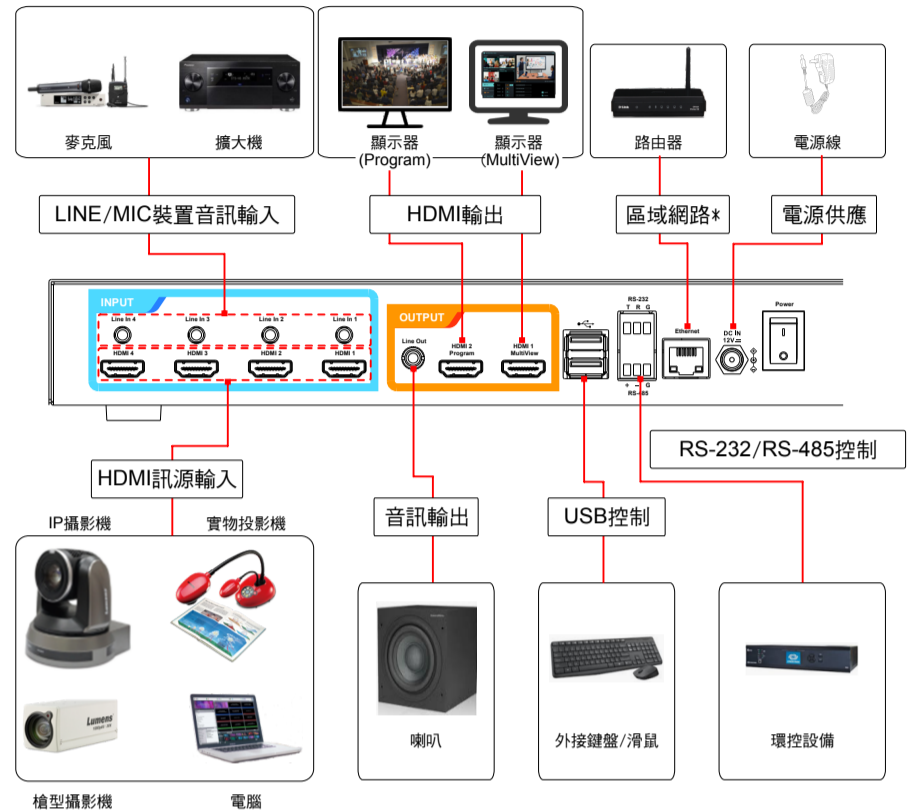 麥克風
擴大機
顯示器
(Program)
顯示器
(MultiView)
路由器
電源線
LINE/MIC裝置音訊輸入
HDMI輸出
區域網路*
電源供應
INPUT
Line In 4
Line In 3
Line In 2
Line In 1
HDMI 4
HDMI 3
HDMI 2
HDMI 1
OUTPUT
Line Out
HDMI 2
Program
HDMI 1
MultiView
RS-232
T R G
+ − G
RS-485
Ethernet
DC IN
12V
Power
HDMI訊源輸入
音訊輸出
USB控制
RS-232/RS-485控制
IP攝影機
實物投影機
Lumens
槍型攝影機
電腦
喇叭
外接鍵盤/滑鼠
環控設備